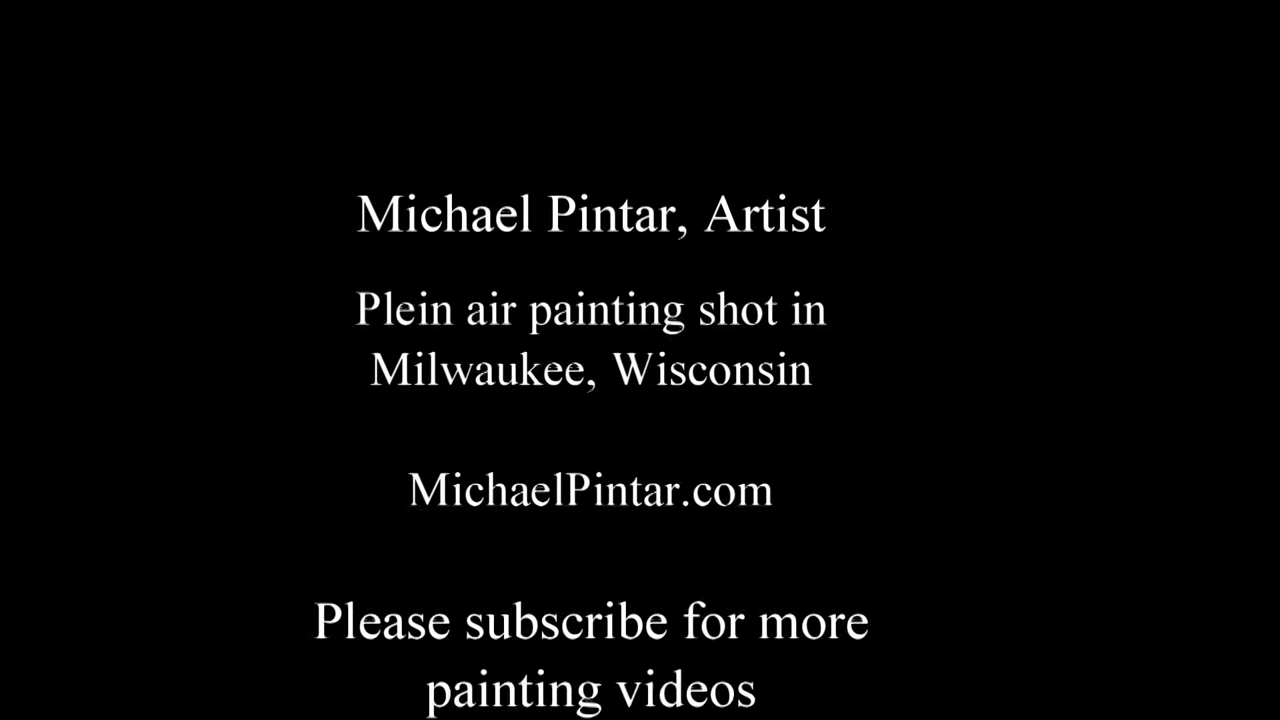 Michael Pintar, Artist
Plein air painting shot in
Milwaukee, Wisconsin
MichaelPintar.com
Please subscribe for more
painting videos